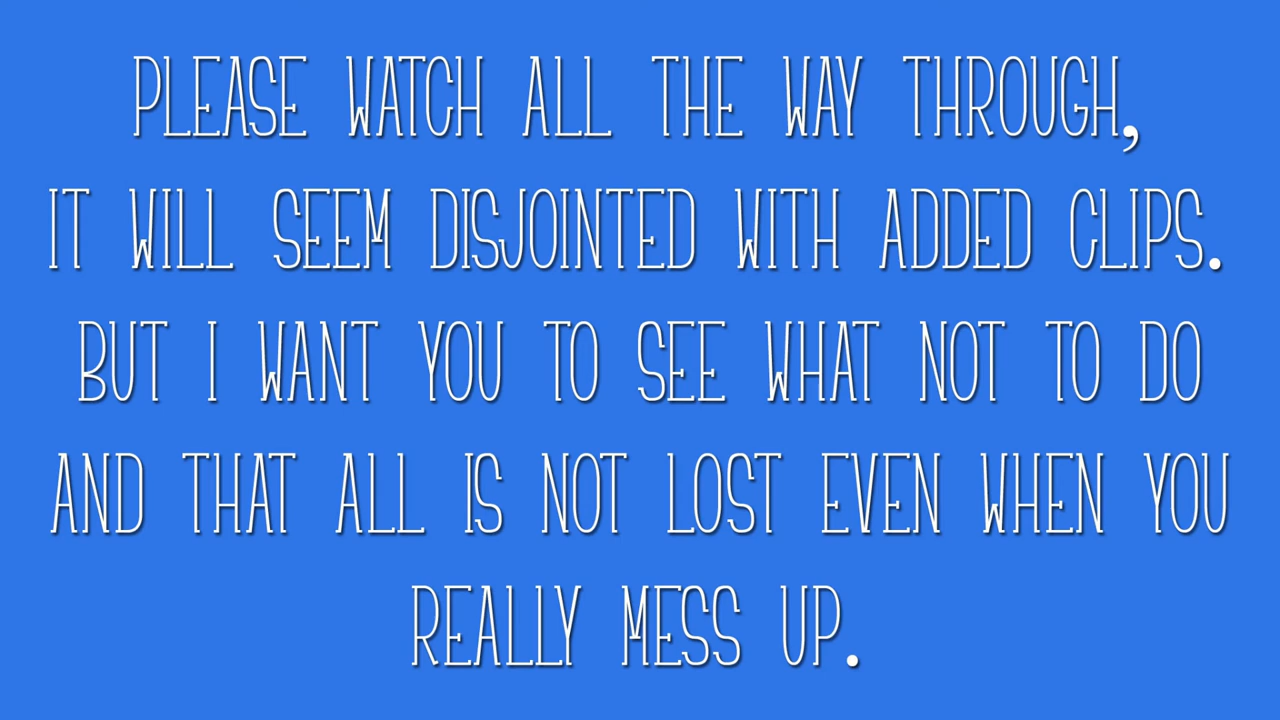 PLEASE WATCH ALL THE WAY THROUGH,
IT WILL SEEM DISJOINTED WITH ADDED CLIPS.
BUT I WANT YOU TO SEE WHAT NOT TO DO
AND THAT ALL IS NOT LOST EVEN WHEN YOU
REALLY MESS UP.